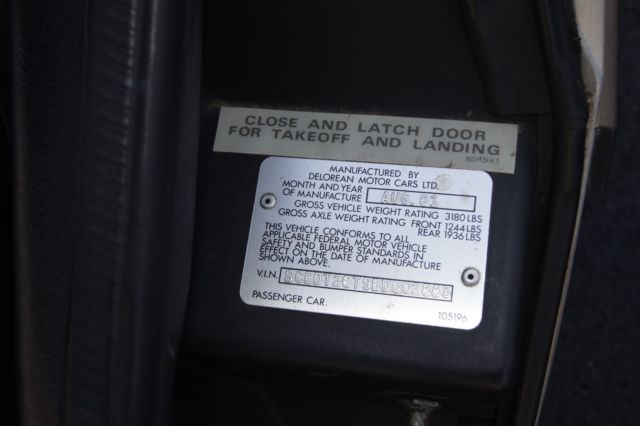 CLOSE AND LATCH DOOR
FOR TAKEOFF AND LANDING
MANUFACTURED BY
DELOREAN MOTOR CARS LTD.
MONTH AND YEAR
OF MANUFACTURE AUG. 81
GROSS VEHICLE WEIGHT RATING 3180 LBS
GROSS AXLE WEIGHT RATING FRONT 1244 LBS
REAR 1936 LBS
THIS VEHICLE CONFORMS TO ALL
APPLICABLE FEDERAL MOTOR VEHICLE
SAFETY AND BUMPER STANDARDS IN
EFFECT ON THE DATE OF MANUFACTURE
SHOWN ABOVE.
V.I.N.
PASSENGER CAR.
105196